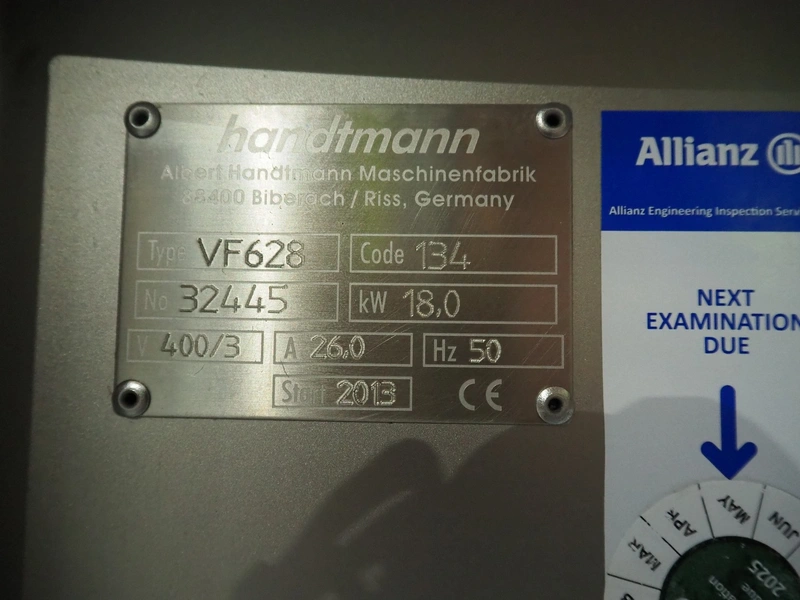 handtmann
Albert Handtmann Maschinenfabrik
88400 Biberach / Riss, Germany
Type VF628
Code 134
No 32445
kW 18,0
V 400/3
A 26,0
Hz 50
Start 2013
CE
Allianz
Allianz Engineering Inspection
NEXT
EXAMINATION
DUE
MAR
APR
MAY
JUN
2025